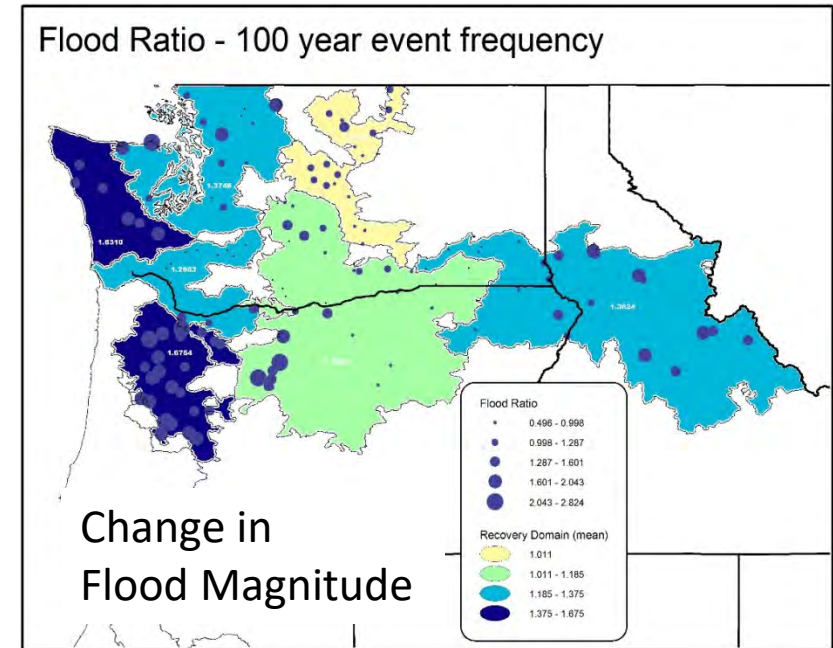 Flood Ratio - 100 year event frequency
1.3748
1.6310
1.2983
1.6754
1.3624
Flood Ratio
0.496 - 0.998
0.998 - 1.287
1.287 - 1.601
1.601 - 2.043
2.043 - 2.824
Recovery Domain (mean)
1.011
1.011 - 1.185
1.185 - 1.375
1.375 - 1.675
Change in
Flood Magnitude